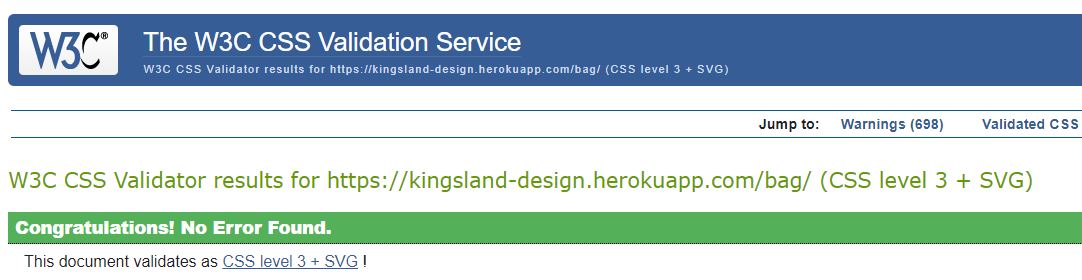 W3C® The W3C CSS Validation Service
W3C CSS Validator results for https://kingsland-design.herokuapp.com/bag/ (CSS level 3 + SVG)
Jump to: Warnings (698) Validated CSS
W3C CSS Validator results for https://kingsland-design.herokuapp.com/bag/ (CSS level 3 + SVG)
Congratulations! No Error Found.
This document validates as CSS level 3 + SVG !